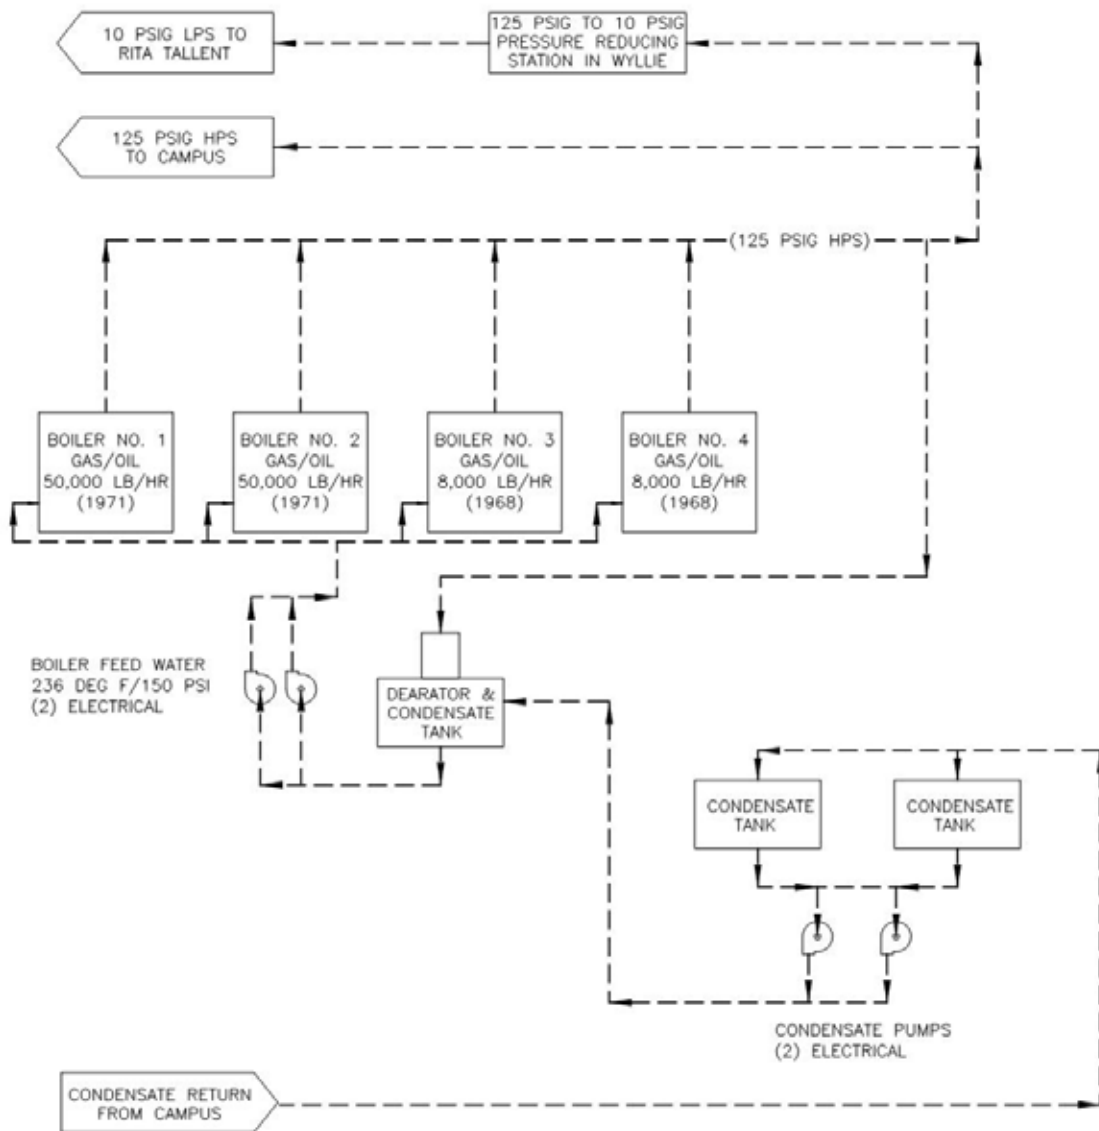 10 PSIG LPS TO
RITA TALLENT
125 PSIG TO 10 PSIG
PRESSURE REDUCING
STATION IN WYLLIE
125 PSIG HPS
TO CAMPUS
(125 PSIG HPS)
BOILER NO. 1
GAS/OIL
50,000 LB/HR
(1971)
BOILER NO. 2
GAS/OIL
50,000 LB/HR
(1971)
BOILER NO. 3
GAS/OIL
8,000 LB/HR
(1968)
BOILER NO. 4
GAS/OIL
8,000 LB/HR
(1968)
BOILER FEED WATER
236 DEG F/150 PSI
(2) ELECTRICAL
DEARATOR &
CONDENSATE
TANK
CONDENSATE
TANK
CONDENSATE
TANK
CONDENSATE PUMPS
(2) ELECTRICAL
CONDENSATE RETURN
FROM CAMPUS